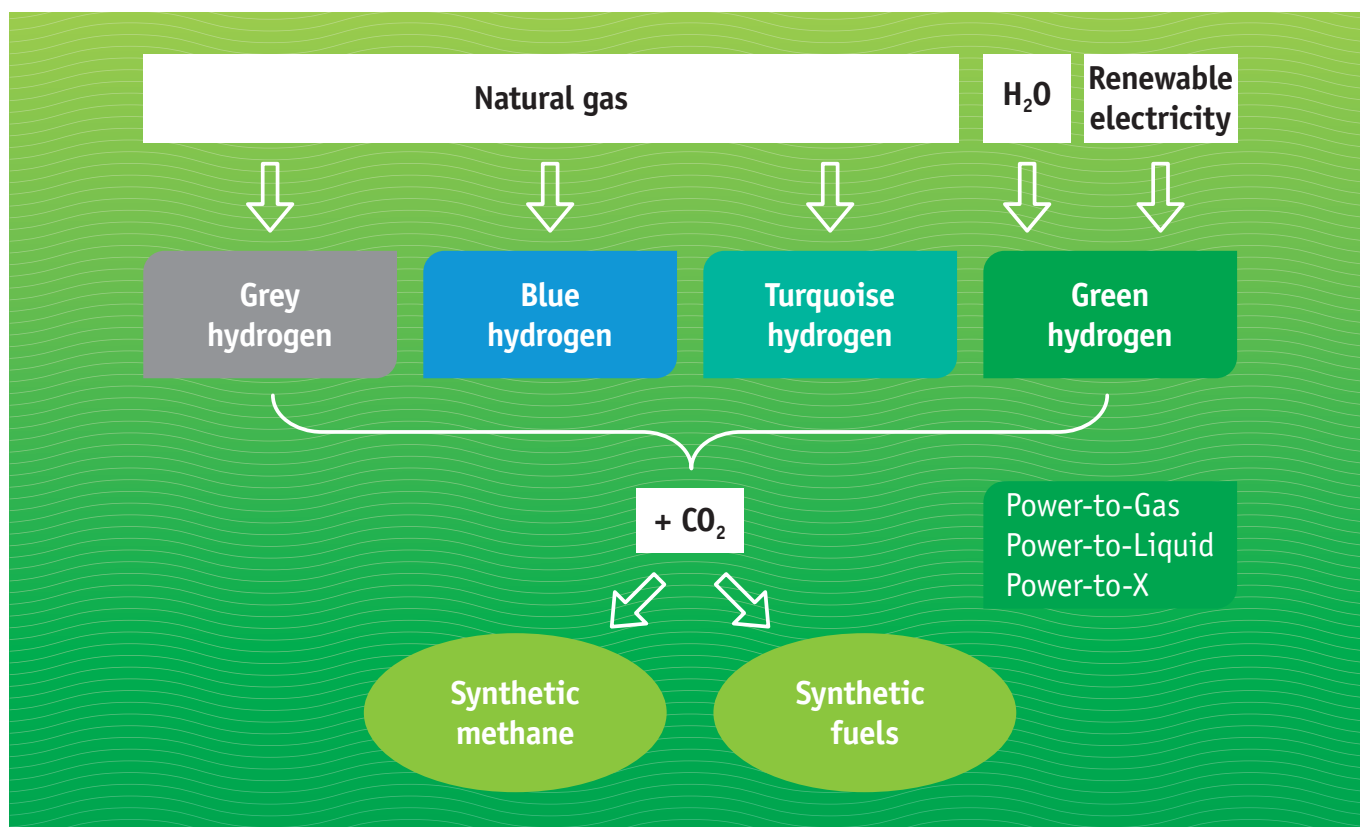 Natural gas
H₂O
Renewable
electricity
Grey
hydrogen
Blue
hydrogen
Turquoise
hydrogen
Green
hydrogen
+ CO₂
Power-to-Gas
Power-to-Liquid
Power-to-X
Synthetic
methane
Synthetic
fuels